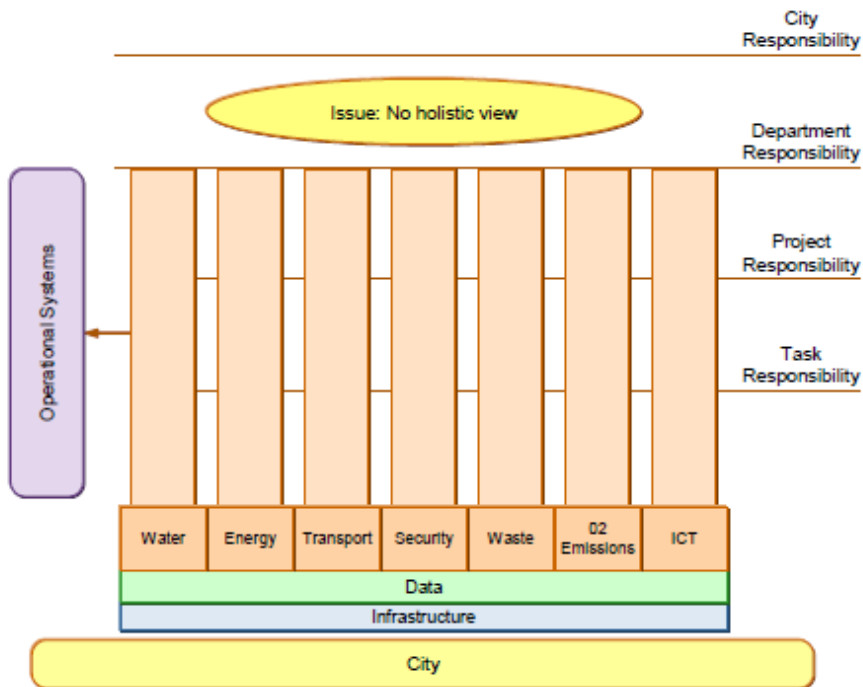 City
Responsibility
Issue: No holistic view
Department
Responsibility
Project
Responsibility
Task
Responsibility
Operational Systems
Water
Energy
Transport
Security
Waste
02
Emissions
ICT
Data
Infrastructure
City